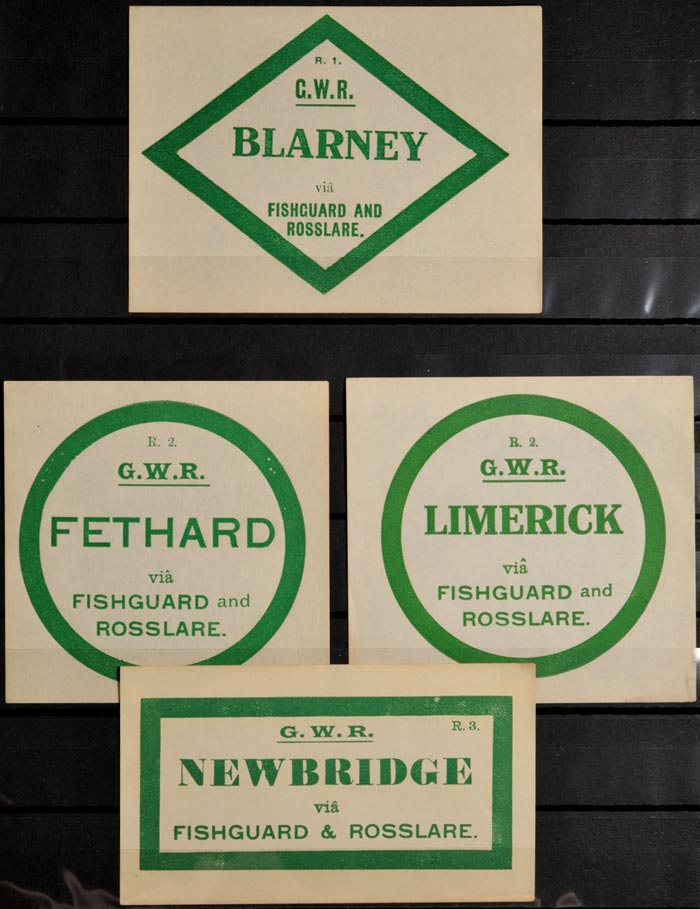 R. 1.
G.W.R.
BLARNEY
viâ
FISHGUARD AND
ROSSLARE.
R. 2.
G.W.R.
FETHARD
viâ
FISHGUARD and
ROSSLARE.
R. 2.
G.W.R.
LIMERICK
viâ
FISHGUARD and
ROSSLARE.
G. W. R.
R. 3.
NEWBRIDGE
viâ
FISHGUARD & ROSSLARE.